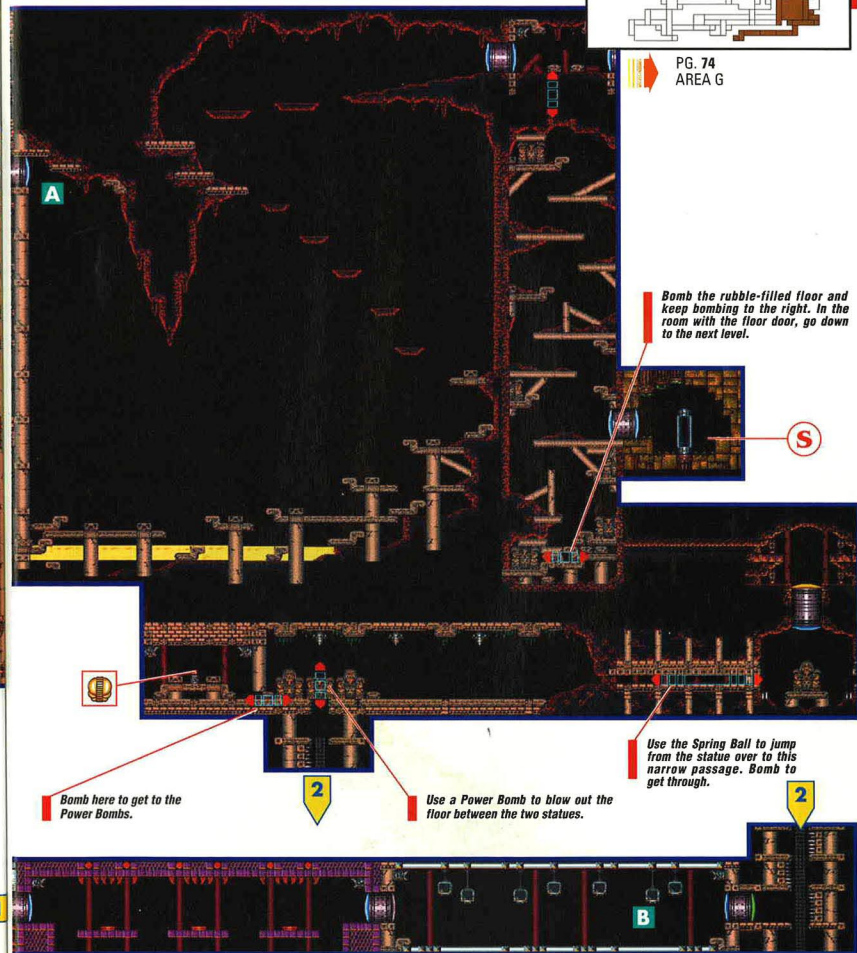 PG. 74
AREA G
A
Bomb the rubble-filled floor and
keep bombing to the right. In the
room with the floor door, go down
to the next level.
S
Use the Spring Ball to jump
from the statue over to this
narrow passage. Bomb to
get through.
Bomb here to get to the
Power Bombs.
2
Use a Power Bomb to blow out the
floor between the two statues.
2
B